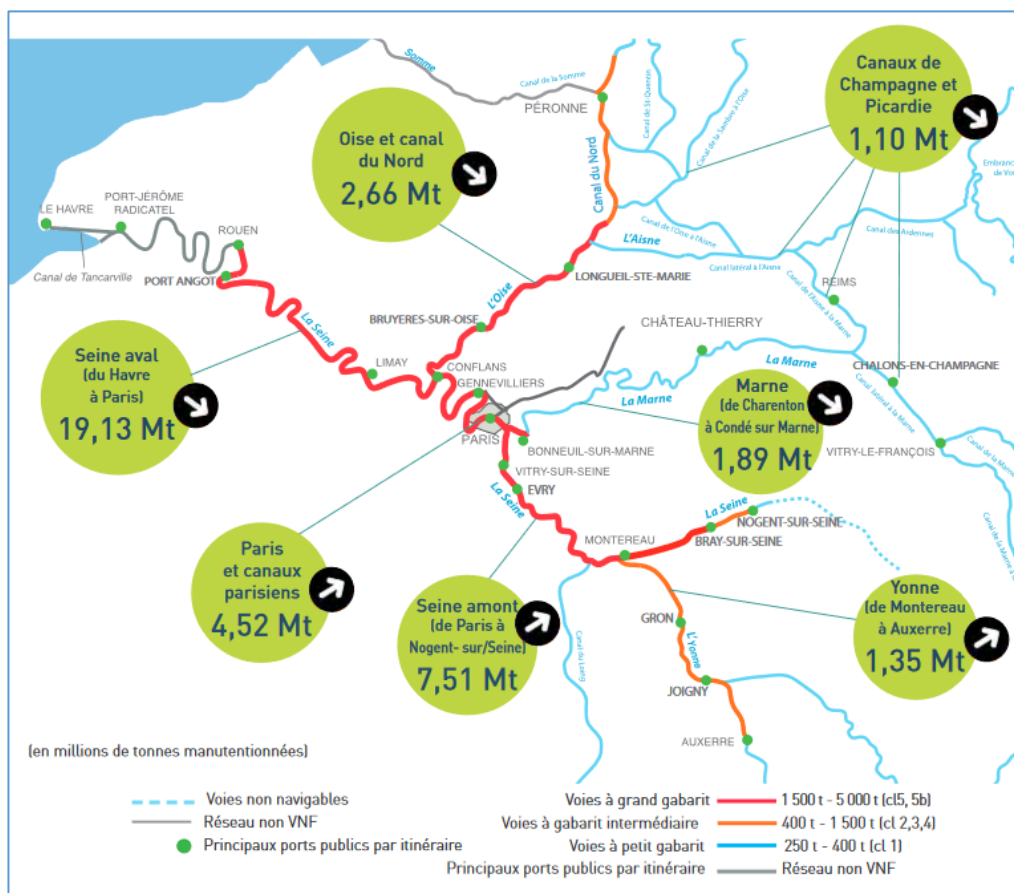 Somme
Canal de la Somme
PÉRONNE
Canal de St-Quentin
Canal de la Sambre à l'Oise
Canaux de
Champagne et
Picardie
1,10 Mt
Oise et canal
du Nord
2,66 Mt
Canal du Nord
PORT-JÉRÔME
RADICATEL
LE HAVRE
ROUEN
Canal de Tancarville
PORT ANGOT
Canal de l'Oise à l'Aisne
L'Aisne
Canal latéral à l'Aisne
Canal des Ardennes
LONGUEIL-STE-MARIE
L'Oise
REIMS
Canal de l'Aisne à la Marne
BRUYERES-SUR-OISE
CHÂTEAU-THIERRY
La Seine
Seine aval
(du Havre
à Paris)
19,13 Mt
LIMAY
CONFLANS
GENNEVILLIERS
La Marne
La Marne
CHALONS-EN-CHAMPAGNE
Canal latéral à la Marne
Marne
(de Charenton
à Condé sur Marne)
1,89 Mt
PARIS
BONNEUIL-SUR-MARNE
VITRY-LE-FRANÇOIS
VITRY-SUR-SEINE
EVRY
La Seine
La Seine
NOGENT-SUR-SEINE
BRAY-SUR-SEINE
MONTEREAU
Paris
et canaux
parisiens
4,52 Mt
Seine amont
(de Paris à
Nogent- sur/Seine)
7,51 Mt
Yonne
(de Montereau
à Auxerre)
1,35 Mt
Canal du Loing
GRON
L'Yonne
JOIGNY
AUXERRE
(en millions de tonnes manutentionnées)
Voies non navigables
Réseau non VNF
Principaux ports publics par itinéraire
Voies à grand gabarit 1 500 t - 5 000 t (cl5, 5b)
Voies à gabarit intermédiaire 400 t - 1 500 t (cl 2,3,4)
Voies à petit gabarit 250 t - 400 t (cl 1)
Principaux ports publics par itinéraire Réseau non VNF